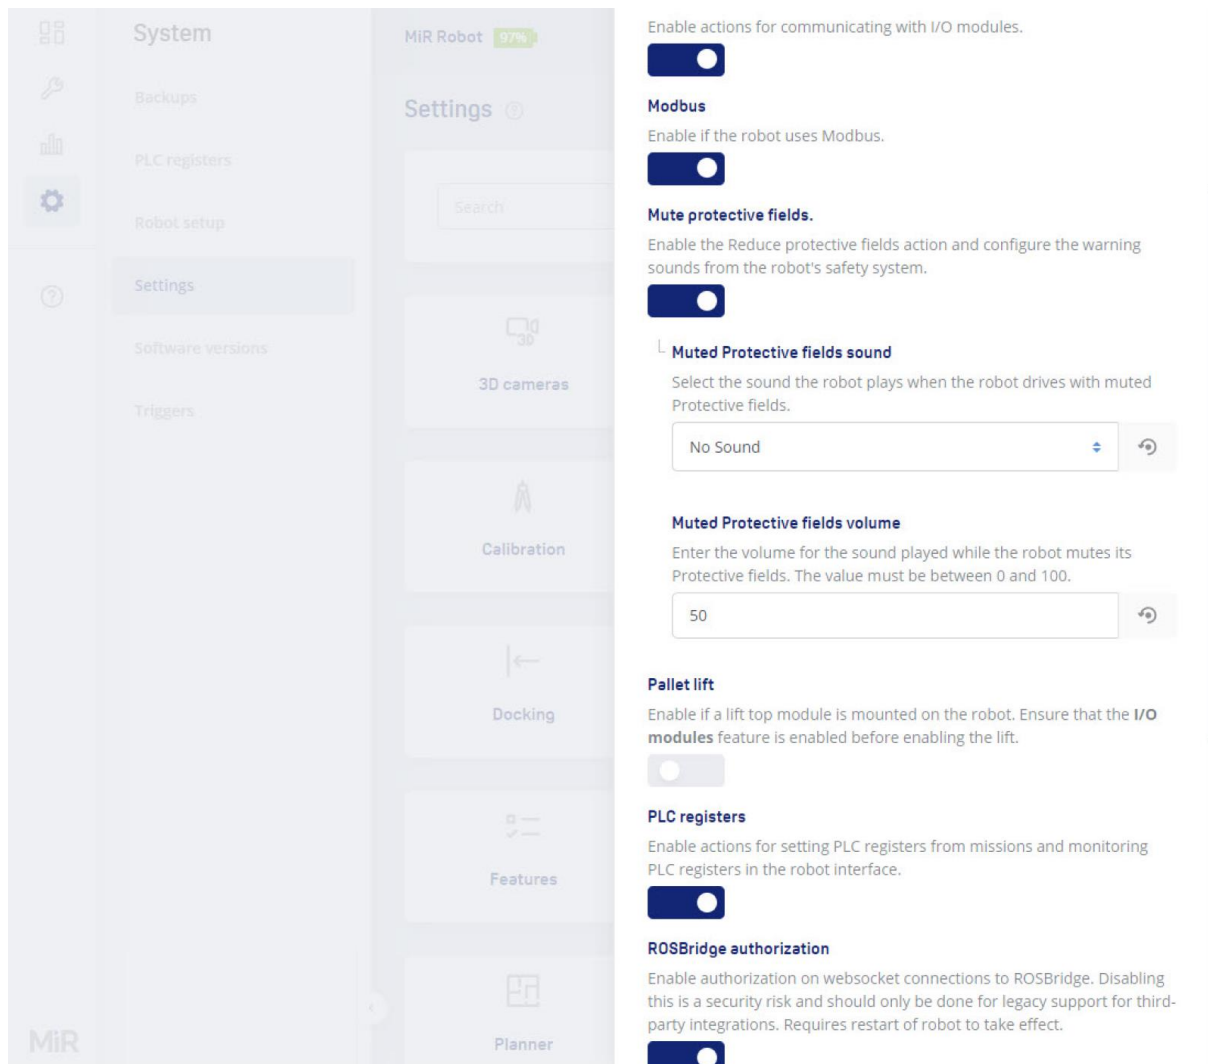 System
Backups
PLC registers
Robot setup
Settings
Software versions
Triggers
MiR
MiR Robot 97%
Settings
Search
3D
3D cameras
Calibration
Docking
Features
Planner
Enable actions for communicating with I/O modules.
Modbus
Enable if the robot uses Modbus.
Mute protective fields.
Enable the Reduce protective fields action and configure the warning
sounds from the robot's safety system.
Muted Protective fields sound
Select the sound the robot plays when the robot drives with muted
Protective fields.
No Sound
Muted Protective fields volume
Enter the volume for the sound played while the robot mutes its
Protective fields. The value must be between 0 and 100.
50
Pallet lift
Enable if a lift top module is mounted on the robot. Ensure that the I/O
modules feature is enabled before enabling the lift.
PLC registers
Enable actions for setting PLC registers from missions and monitoring
PLC registers in the robot interface.
ROSBridge authorization
Enable authorization on websocket connections to ROSBridge. Disabling
this is a security risk and should only be done for legacy support for third-
party integrations. Requires restart of robot to take effect.